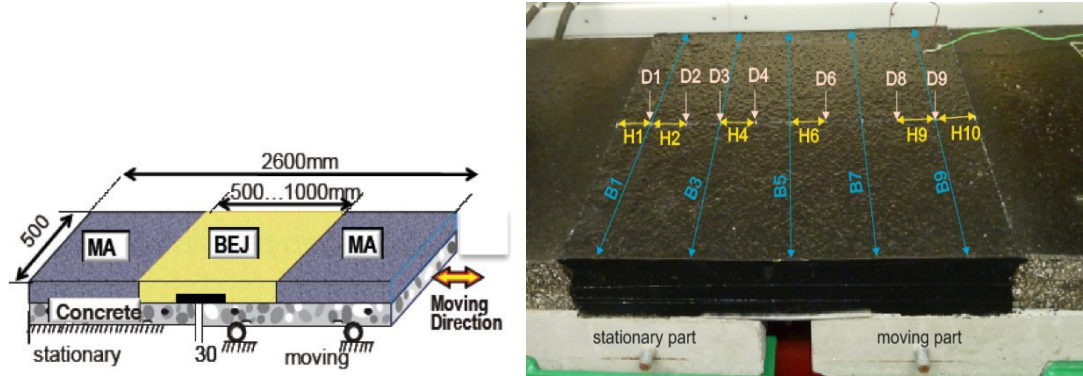 2600mm
500...1000mm
500
MA
BEJ
MA
Concrete
Moving
Direction
stationary
30
moving
D1
D2
D3
D4
D6
D8
D9
H1
H2
H4
H6
H9
H10
B1
B3
B5
B7
B9
stationary part
moving part